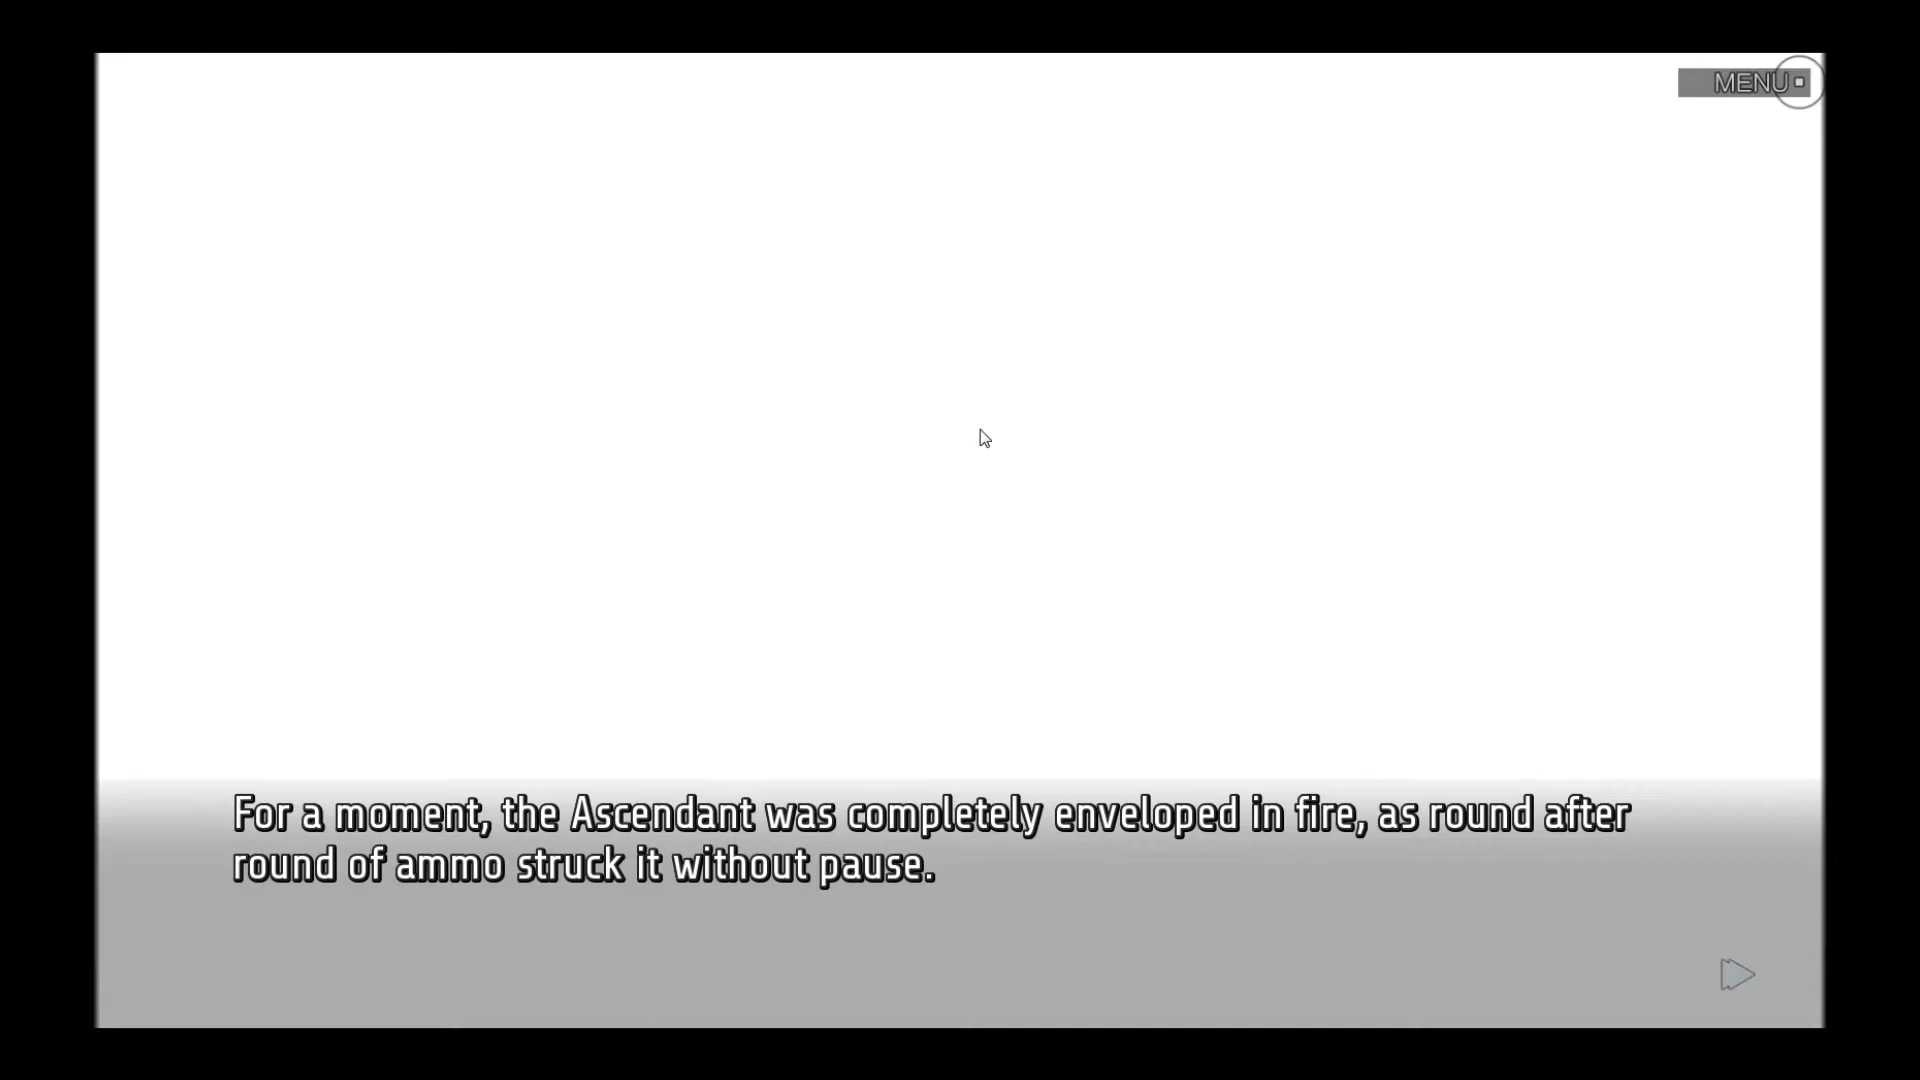 MENU
For a moment, the Ascendant was completely enveloped in fire, as round after
round of ammo struck it without pause.